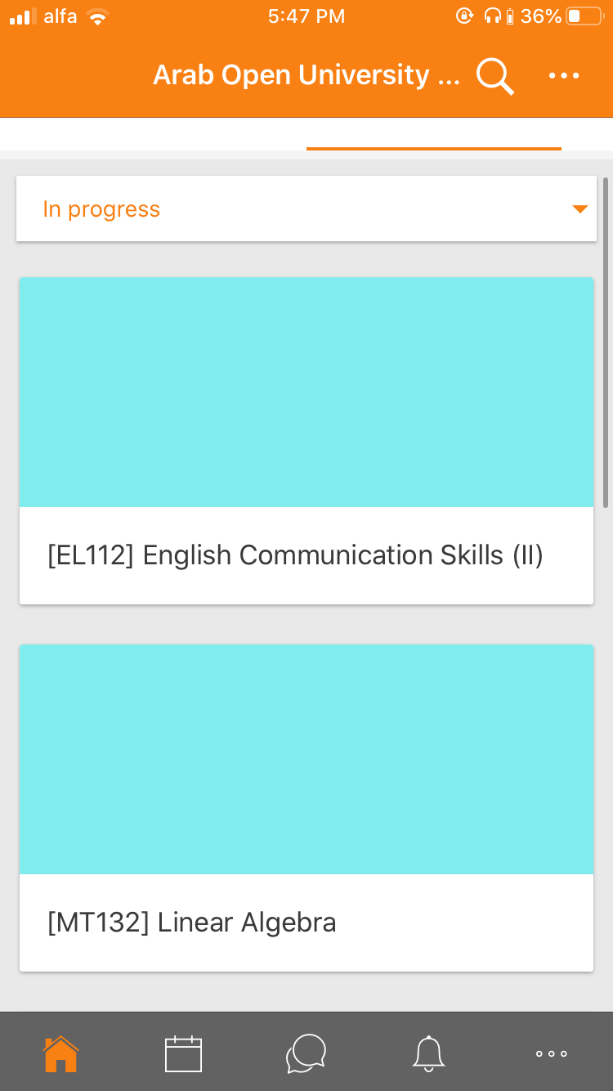 alfa 5:47 PM 36%
Arab Open University ...
In progress
[EL112] English Communication Skills (II)
[MT132] Linear Algebra